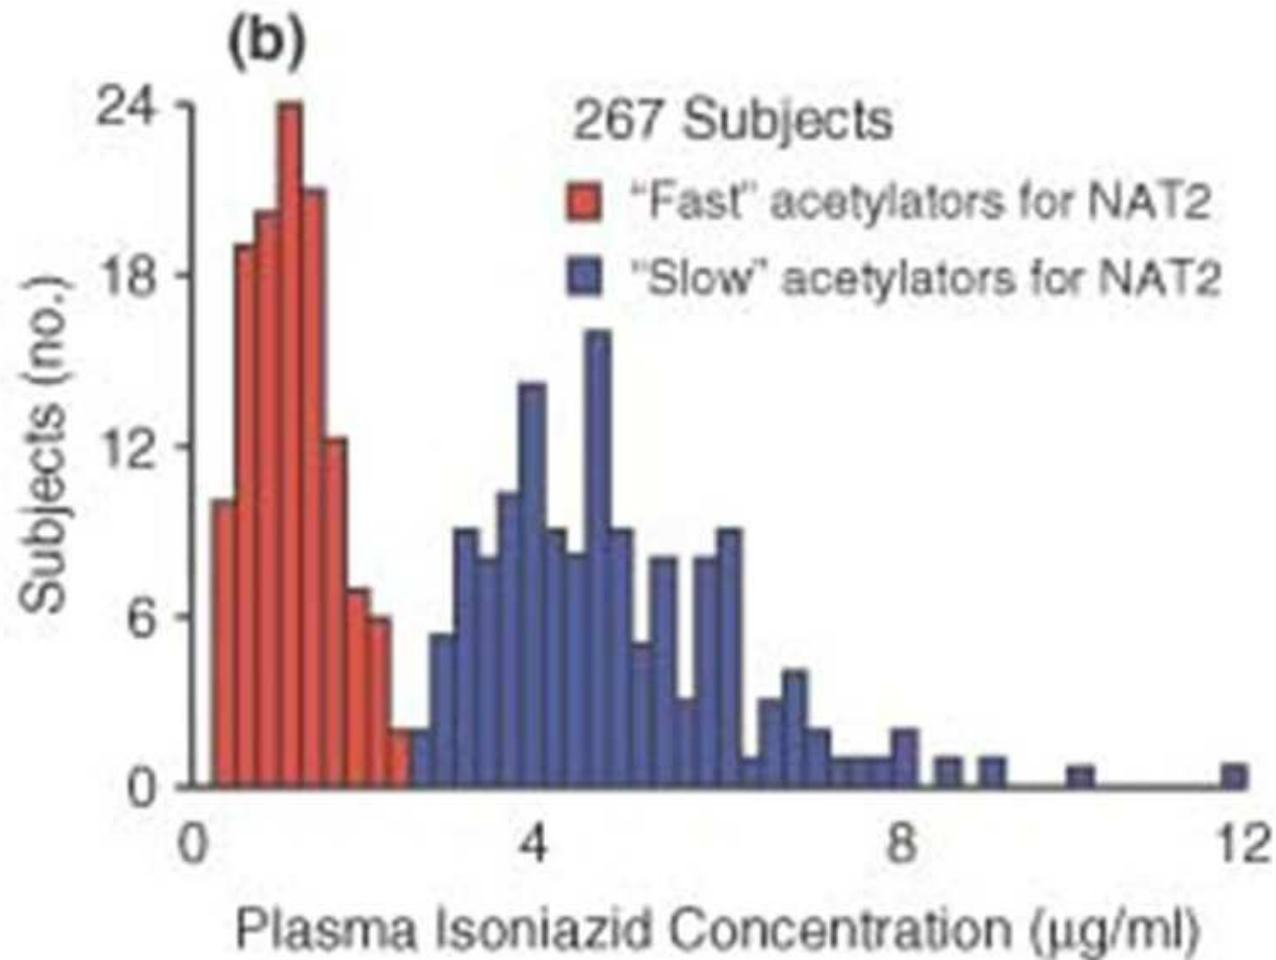 (b)
24
18
12
6
0
Subjects (no.)
267 Subjects
“Fast” acetylators for NAT2
“Slow” acetylators for NAT2
0 4 8 12
Plasma Isoniazid Concentration (μg/ml)